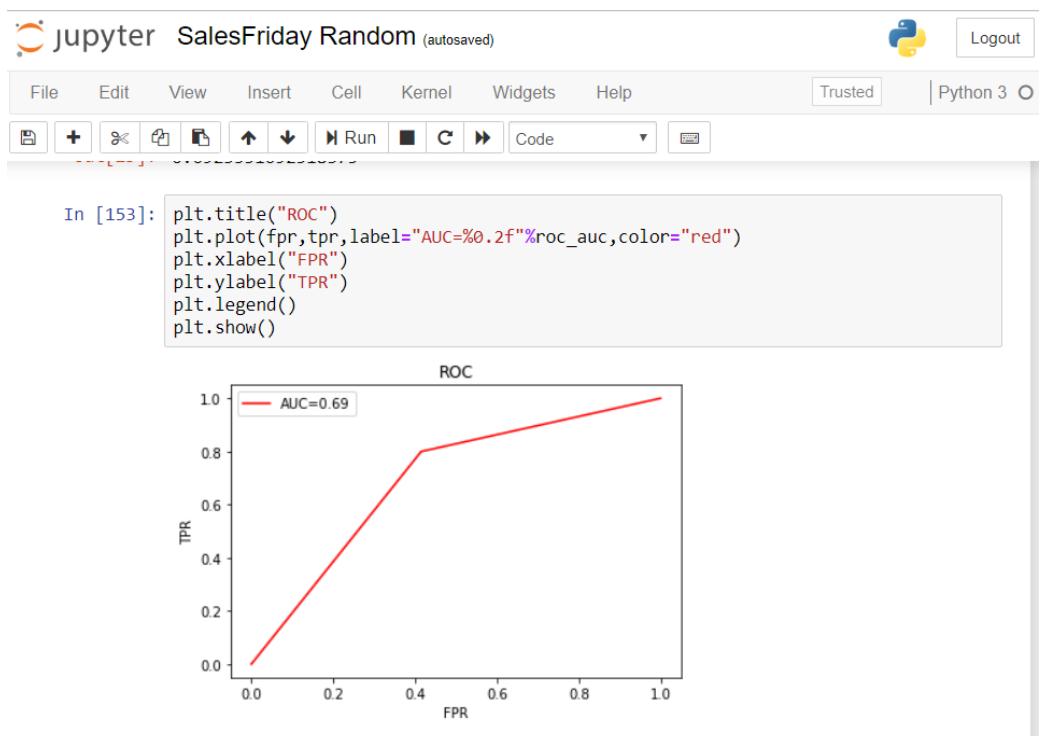 jupyter SalesFriday Random (autosaved)
Logout
File Edit View Insert Cell Kernel Widgets Help
Trusted
Python 3
Run
Code
In [153]:
plt.title("ROC")
plt.plot(fpr,tpr,label="AUC=%0.2f"%roc_auc,color="red")
plt.xlabel("FPR")
plt.ylabel("TPR")
plt.legend()
plt.show()
ROC
AUC=0.69
1.0
0.8
0.6
0.4
0.2
0.0
TPR
0.0 0.2 0.4 0.6 0.8 1.0
FPR